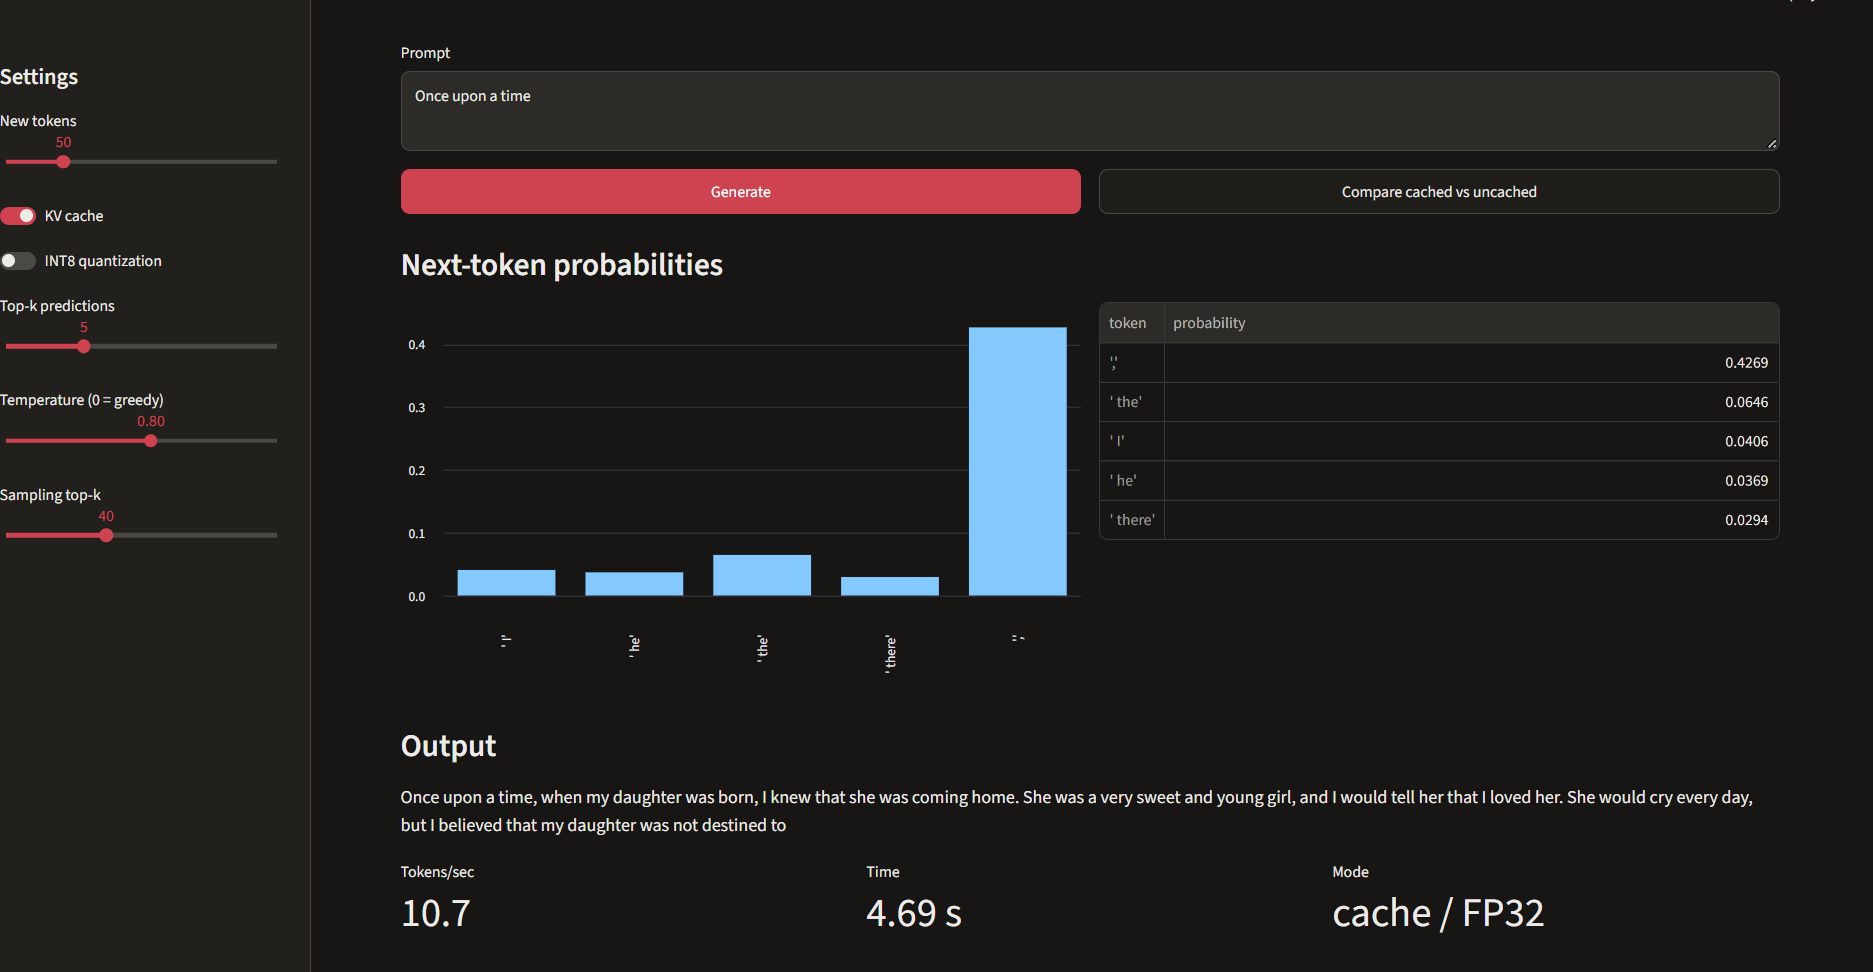 Settings
New tokens
50
KV cache
INT8 quantization
Top-k predictions
5
Temperature (0 = greedy)
0.80
Sampling top-k
40
Prompt
Once upon a time
Generate
Compare cached vs uncached
Next-token probabilities
0.4
0.3
0.2
0.1
0.0
' I'
' he'
' the'
' there'
','
token probability
',' 0.4269
' the' 0.0646
' I' 0.0406
' he' 0.0369
' there' 0.0294
Output
Once upon a time, when my daughter was born, I knew that she was coming home. She was a very sweet and young girl, and I would tell her that I loved her. She would cry every day,
but I believed that my daughter was not destined to
Tokens/sec
10.7
Time
4.69 s
Mode
cache / FP32